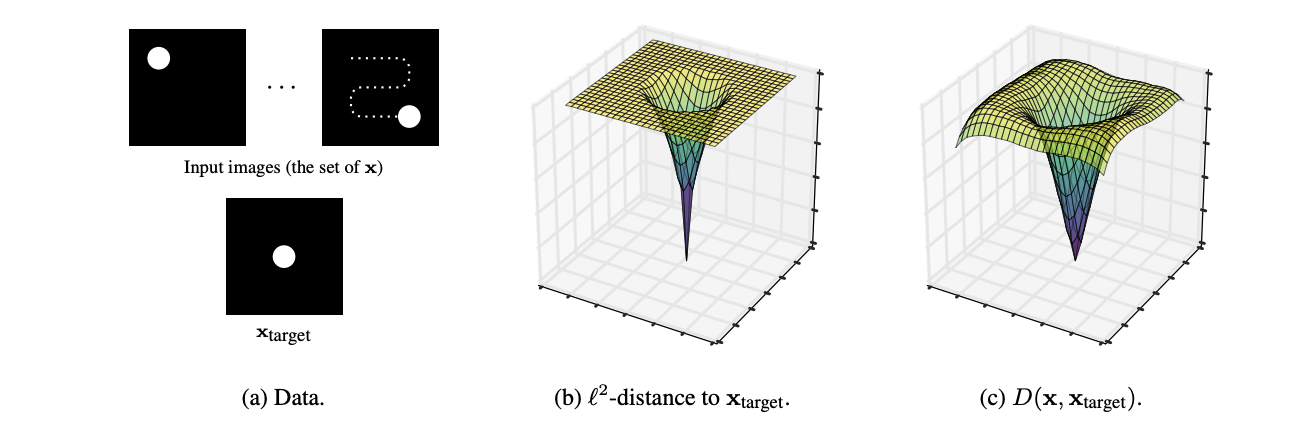 ...
Input images (the set of x)
x_target
(a) Data.
(b) ℓ²-distance to x_target.
(c) D(x, x_target).